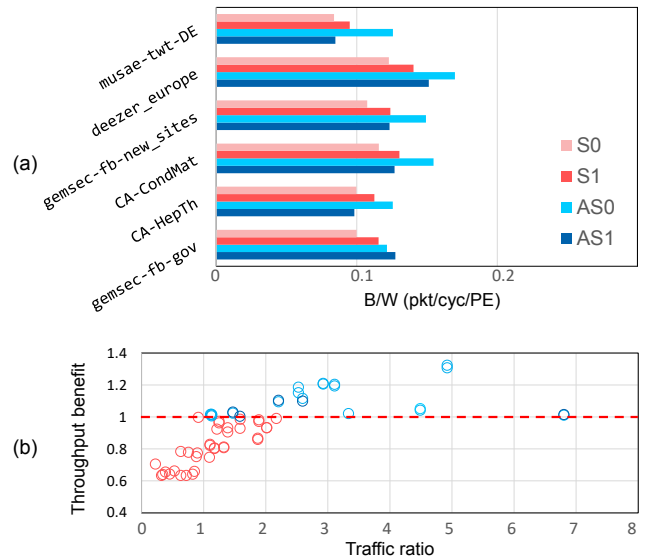 (a)
musae-twt-DE
deezer_europe
gemsec-fb-new_sites
CA-CondMat
CA-HepTh
gemsec-fb-gov
S0
S1
AS0
AS1
0 0.1 0.2
B/W (pkt/cyc/PE)
(b)
Throughput benefit
1.4
1.2
1
0.8
0.6
0.4
0 1 2 3 4 5 6 7 8
Traffic ratio